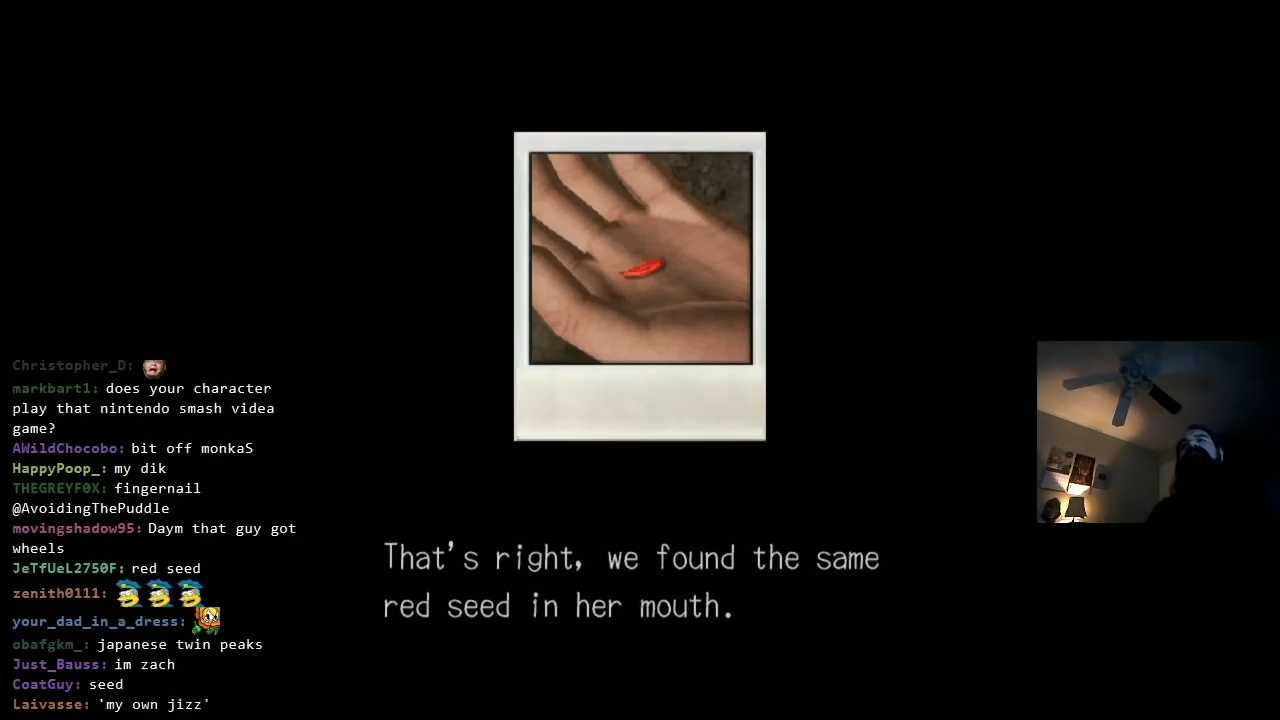 Christopher_D:
markbart1: does your character
play that nintendo smash videa
game?
AWildChocobo: bit off monkaS
HappyPoop_: my dik
THEGREYF0X: fingernail
@AvoidingThePuddle
movingshadow95: Daym that guy got
wheels
JeTfUeL2750F: red seed
zenith0111:
your_dad_in_a_dress:
obafgkm_: japanese twin peaks
Just_Bauss: im zach
CoatGuy: seed
Laivasse: 'my own jizz'
That's right, we found the same
red seed in her mouth.